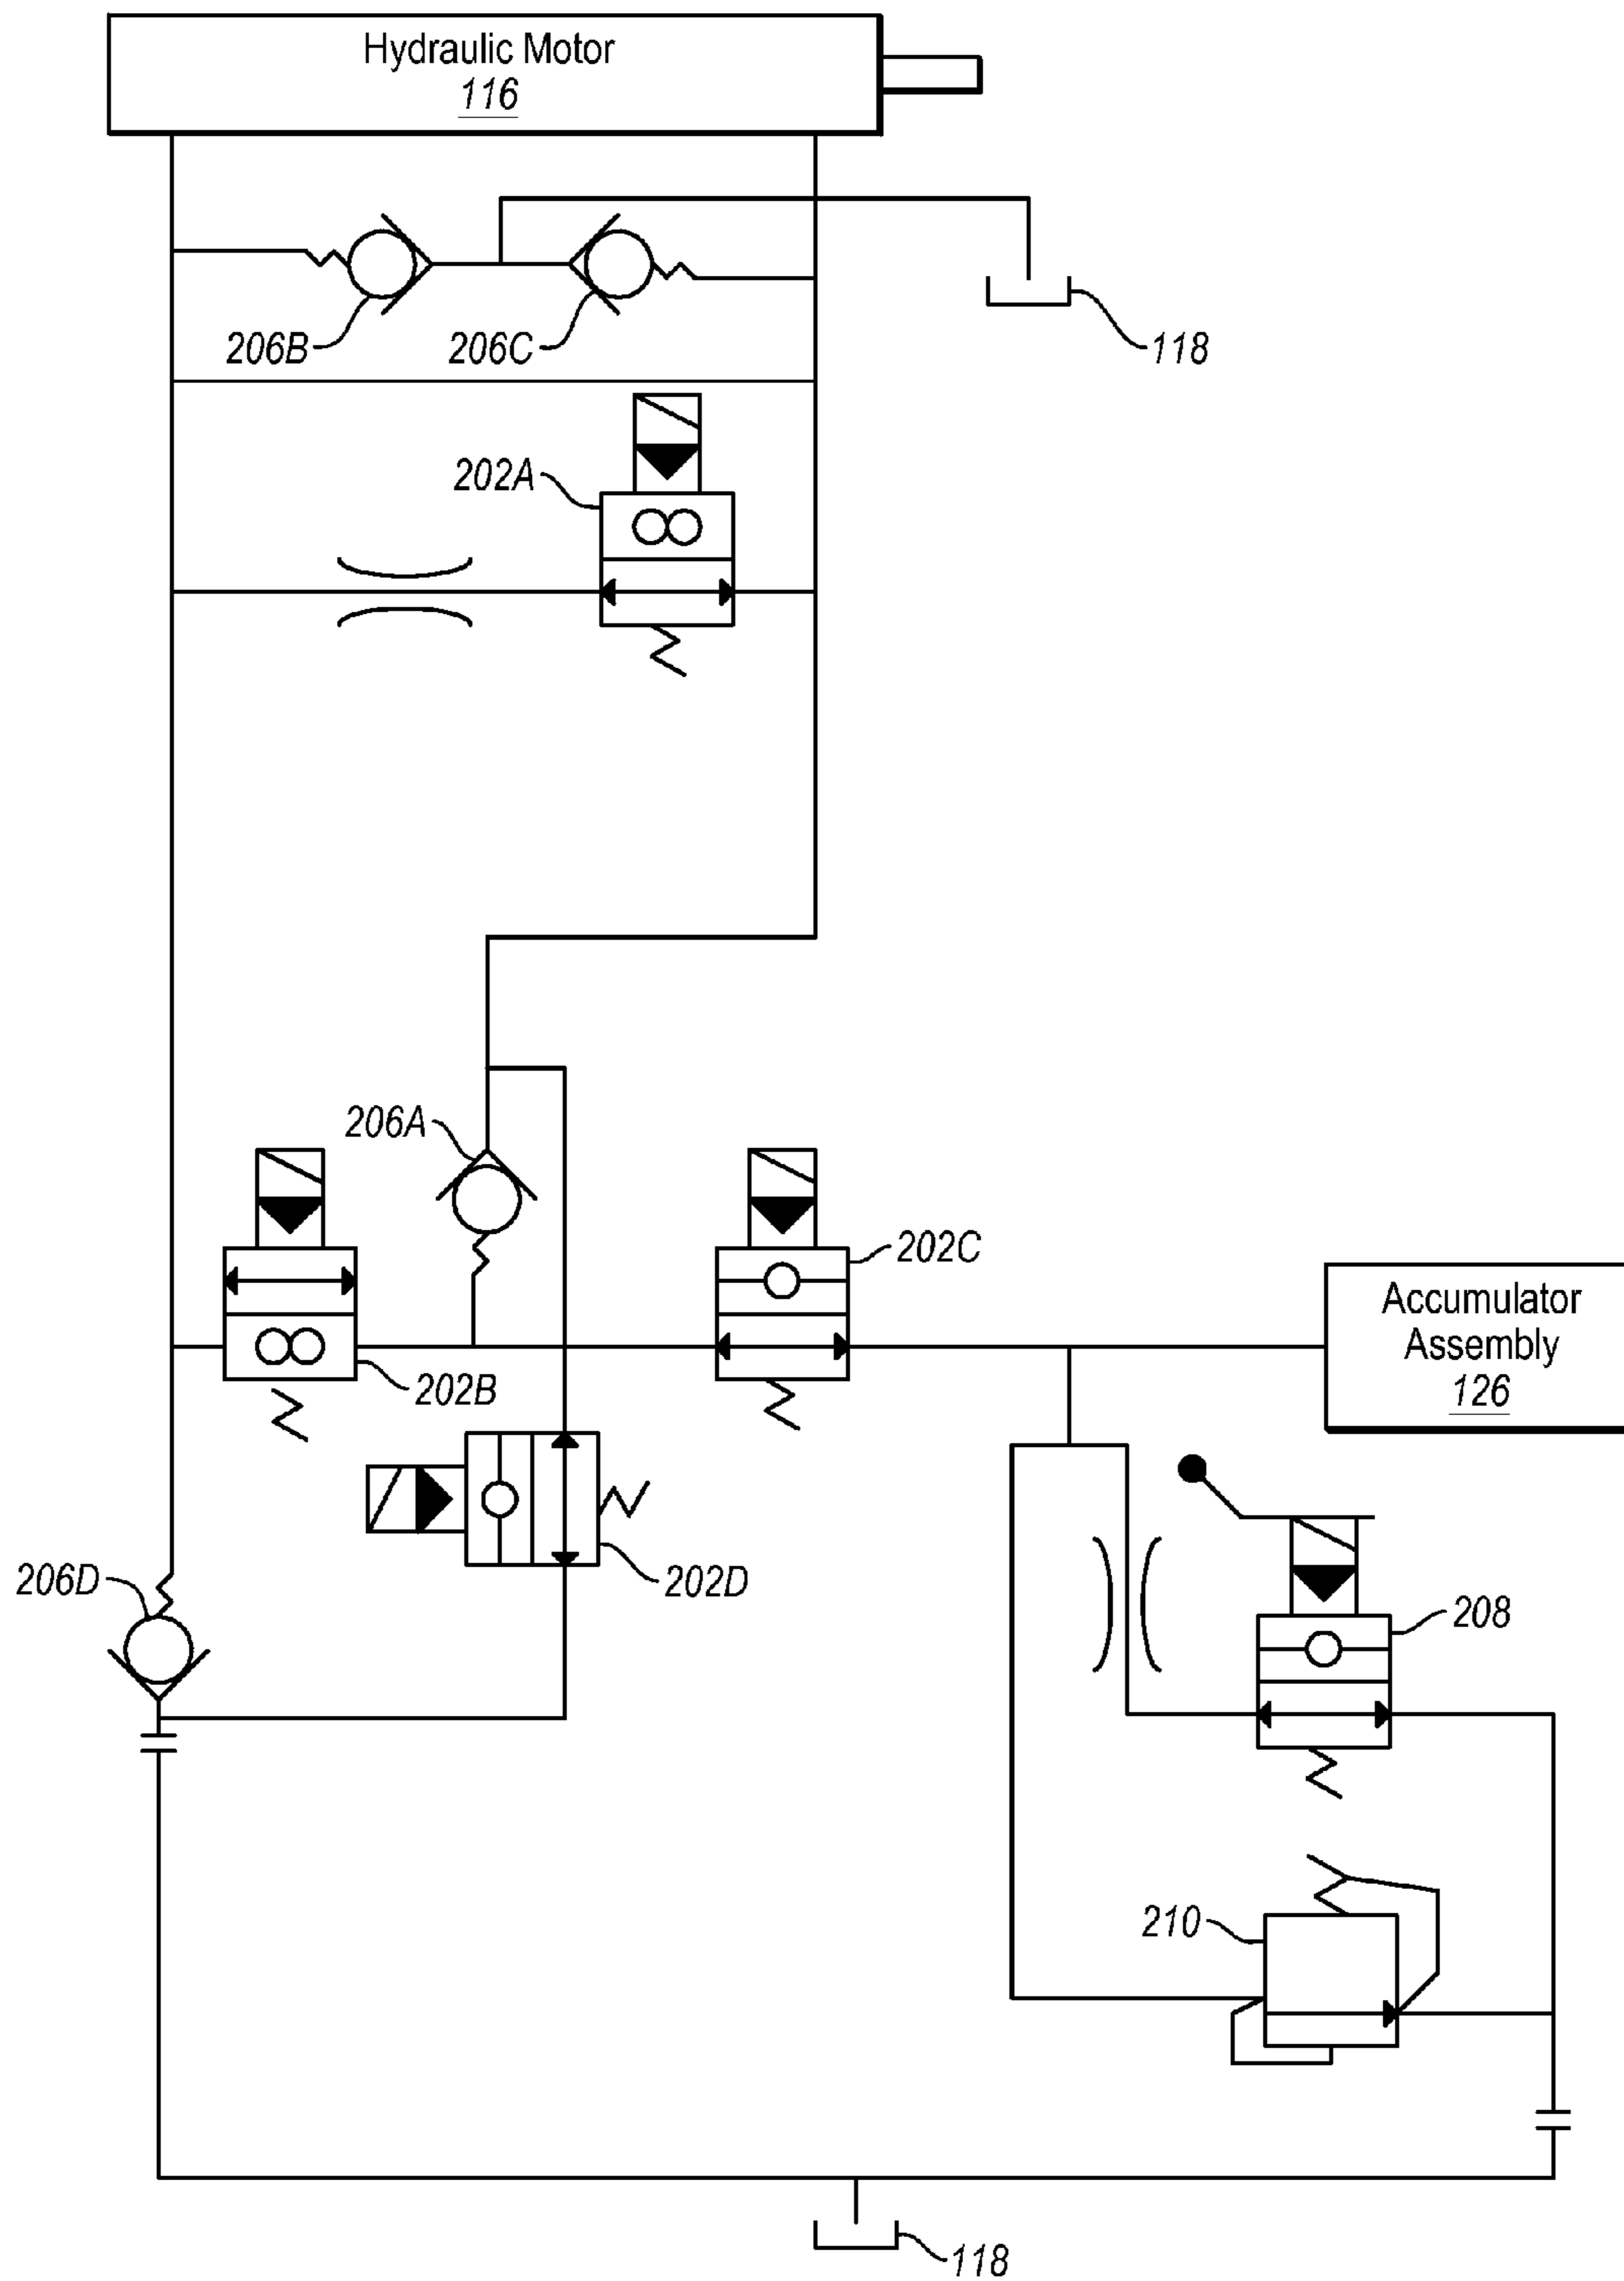 Hydraulic Motor
116
206B
206C
118
202A
206A
202C
Accumulator
Assembly
126
202B
206D
202D
208
210
118